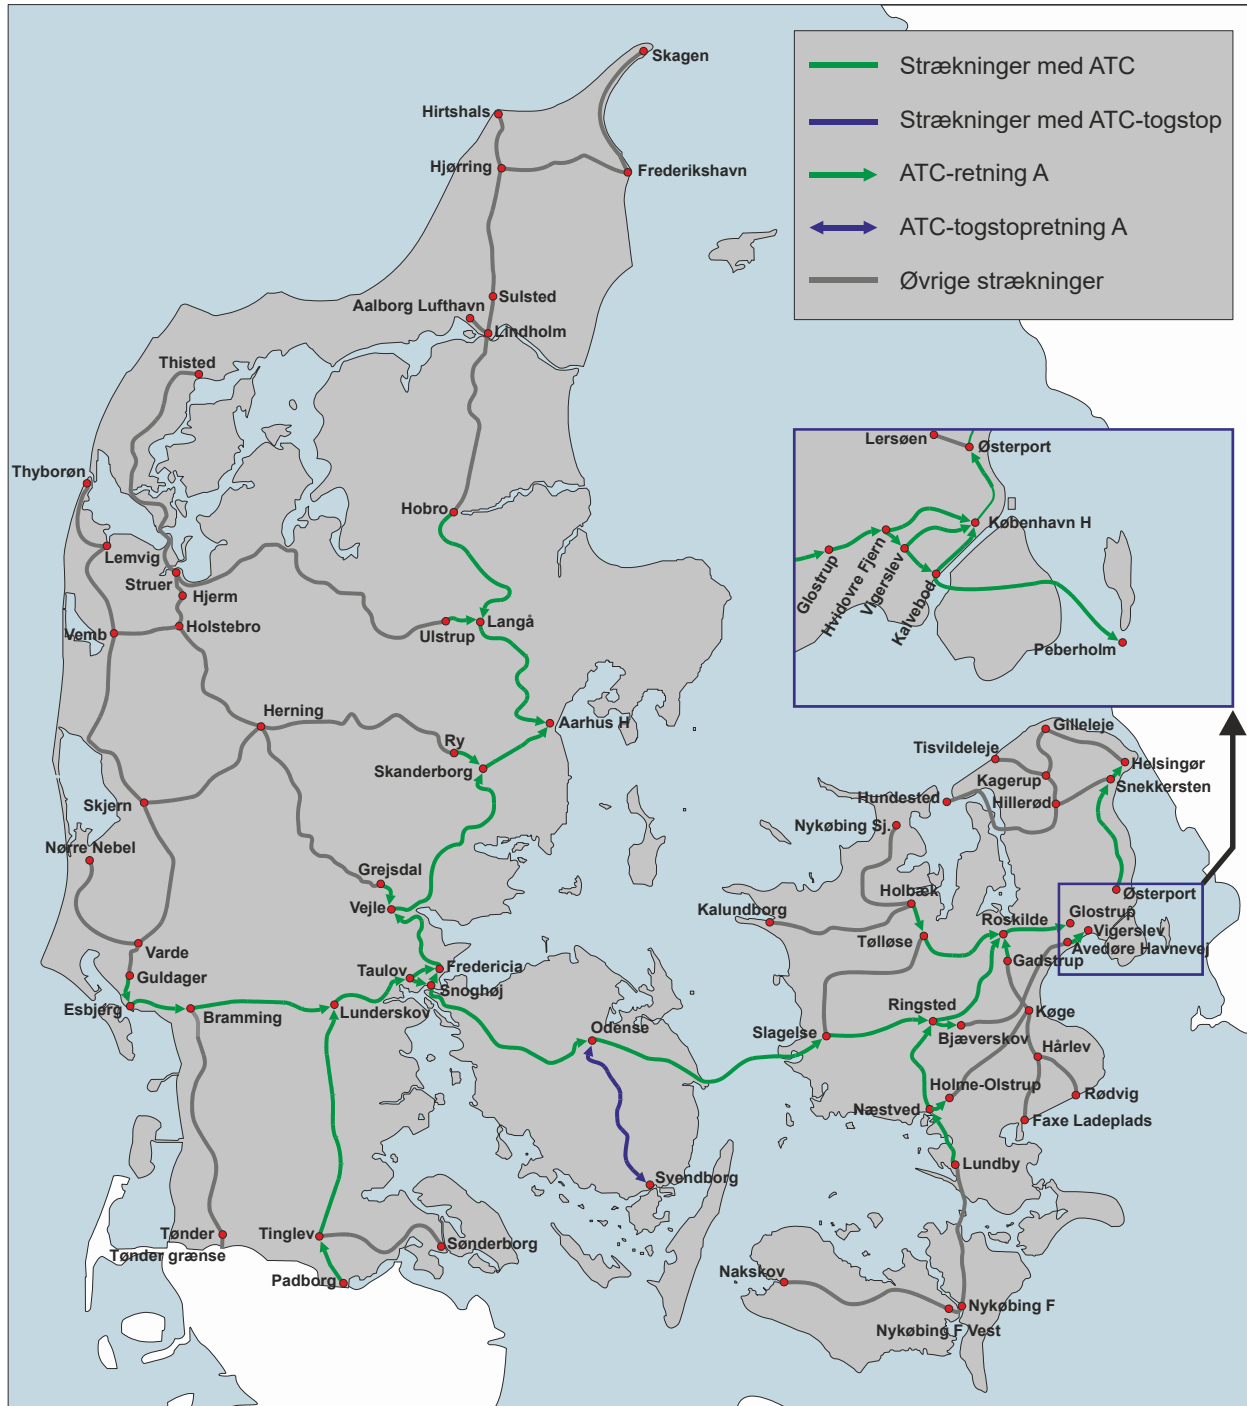 Skagen
Strækninger med ATC
Hirtshals
Strækninger med ATC-togstop
Hjørring
Frederikshavn
ATC-retning A
ATC-togstopretning A
Øvrige strækninger
Sulsted
Aalborg Lufthavn
Lindholm
Thisted
Lersøen
Østerport
Thyborøn
Hobro
København H
Glostrup
Hvidovre Fjern
Vigerslev
Kalvebod
Peberholm
Lemvig
Struer
Hjerm
Holstebro
Vemb
Ulstrup
Langå
Herning
Aarhus H
Ry
Skanderborg
Gilleleje
Tisvildeleje
Helsingør
Kagerup
Snekkersten
Hundested
Hillerød
Skjern
Nykøbing Sj.
Nørre Nebel
Grejsdal
Vejle
Holbæk
Østerport
Kalundborg
Glostrup
Roskilde
Vigerslev
Tølløse
Avedøre Havnevej
Varde
Gadstrup
Guldager
Taulov
Fredericia
Snoghøj
Esbjerg
Bramming
Lunderskov
Ringsted
Køge
Odense
Slagelse
Bjæverskov
Hårlev
Holme-Olstrup
Rødvig
Næstved
Faxe Ladeplads
Lundby
Svendborg
Tønder
Tinglev
Sønderborg
Tønder grænse
Padborg
Nakskov
Nykøbing F
Nykøbing F Vest